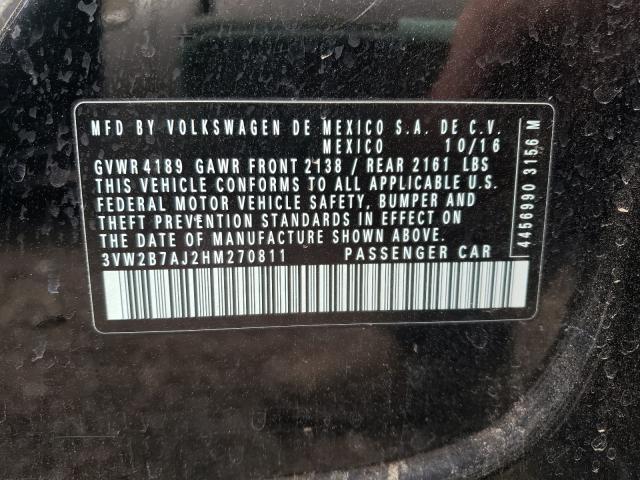 MFD BY VOLKSWAGEN DE MEXICO S.A. DE C.V.
MEXICO 10/16
GVWR 4189 GAWR FRONT 2138 / REAR 2161 LBS
THIS VEHICLE CONFORMS TO ALL APPLICABLE U.S.
FEDERAL MOTOR VEHICLE SAFETY, BUMPER AND
THEFT PREVENTION STANDARDS IN EFFECT ON
THE DATE OF MANUFACTURE SHOWN ABOVE.
3VW2B7AJ2HM270811 PASSENGER CAR
4456990 3156 M